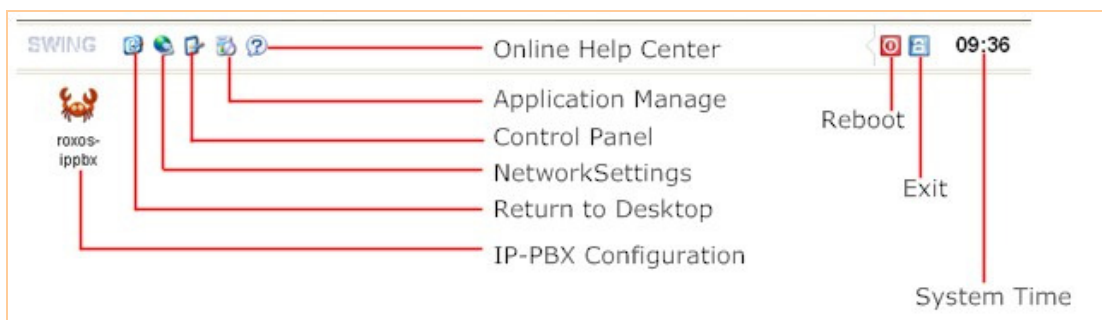 SWING
Online Help Center
09:36
Application Manage
Reboot
roxos-
ippbx
Control Panel
NetworkSettings
Exit
Return to Desktop
IP-PBX Configuration
System Time